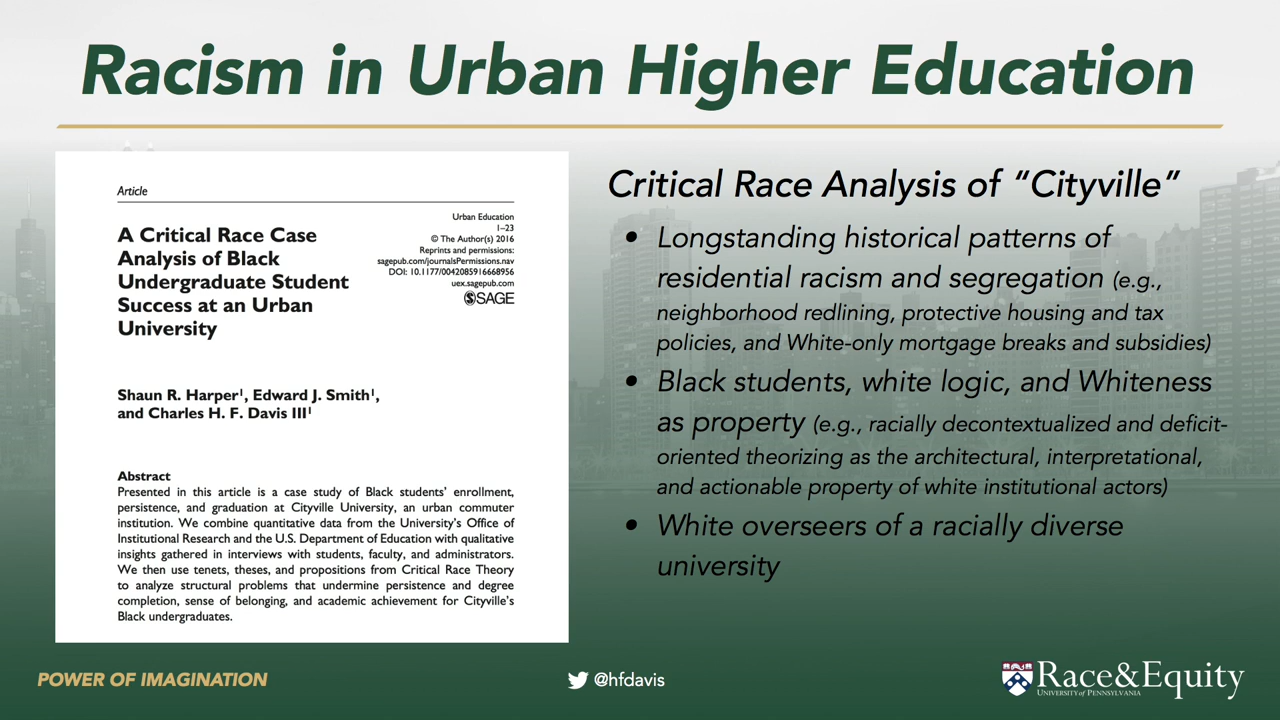 Racism in Urban Higher Education
Article
Urban Education
1–23
© The Author(s) 2016
Reprints and permissions:
sagepub.com/journalsPermissions.nav
DOI: 10.1177/0042085916668956
uex.sagepub.com
SAGE
A Critical Race Case
Analysis of Black
Undergraduate Student
Success at an Urban
University
Shaun R. Harper¹, Edward J. Smith¹,
and Charles H. F. Davis III¹
Abstract
Presented in this article is a case study of Black students’ enrollment,
persistence, and graduation at Cityville University, an urban commuter
institution. We combine quantitative data from the University’s Office of
Institutional Research and the U.S. Department of Education with qualitative
insights gathered in interviews with students, faculty, and administrators.
We then use tenets, theses, and propositions from Critical Race Theory
to analyze structural problems that undermine persistence and degree
completion, sense of belonging, and academic achievement for Cityville’s
Black undergraduates.
Critical Race Analysis of “Cityville”
• Longstanding historical patterns of
residential racism and segregation (e.g.,
neighborhood redlining, protective housing and tax
policies, and White-only mortgage breaks and subsidies)
• Black students, white logic, and Whiteness
as property (e.g., racially decontextualized and deficit-
oriented theorizing as the architectural, interpretational,
and actionable property of white institutional actors)
• White overseers of a racially diverse
university
POWER OF IMAGINATION
@hfdavis
Race&Equity
UNIVERSITY of PENNSYLVANIA